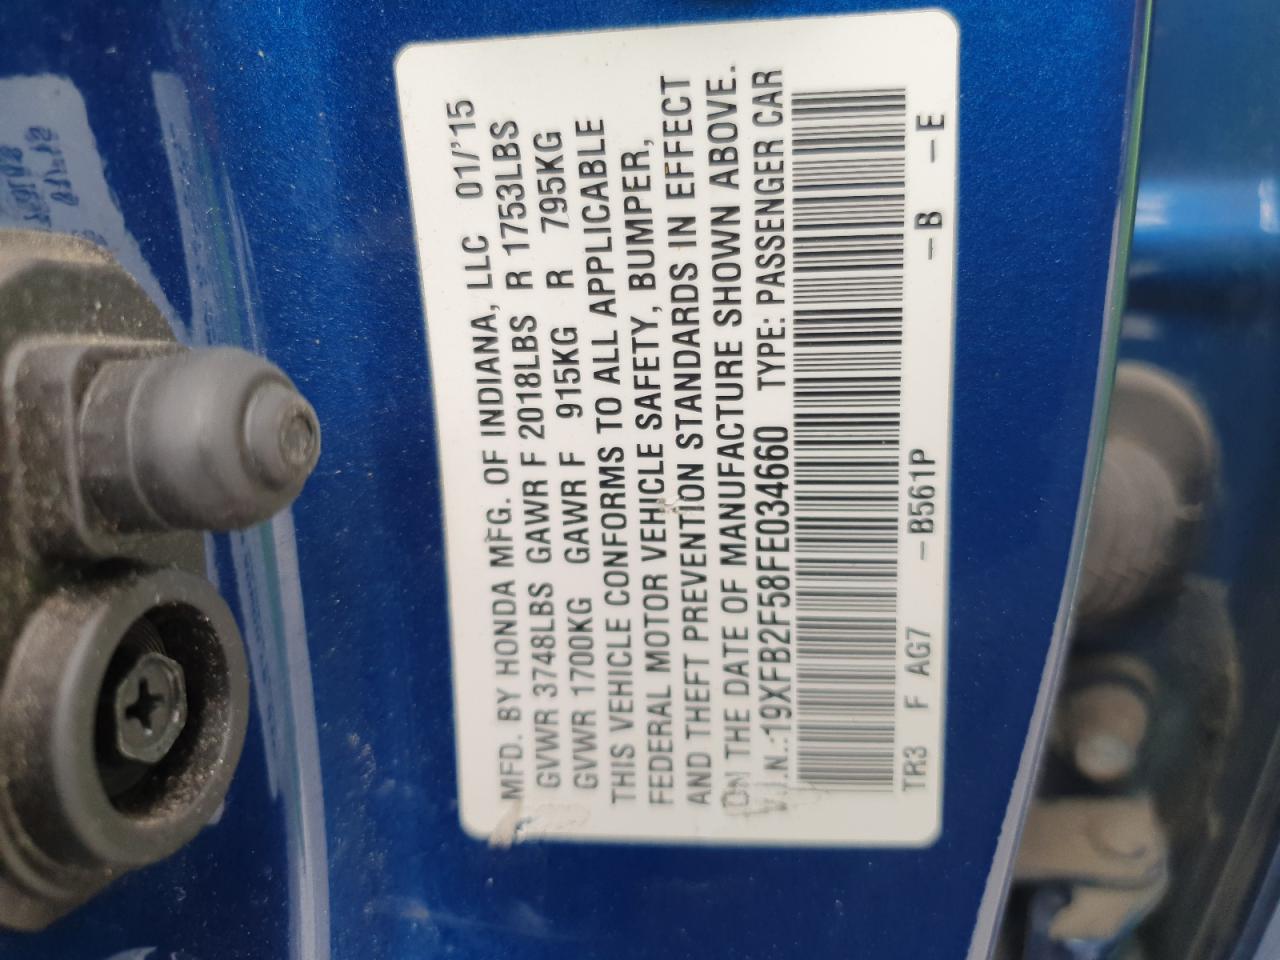 MFD. BY HONDA MFG. OF INDIANA, LLC 01/'15
GVWR 3748LBS GAWR F 2018LBS R 1753LBS
GVWR 1700KG GAWR F 915KG R 795KG
THIS VEHICLE CONFORMS TO ALL APPLICABLE
FEDERAL MOTOR VEHICLE SAFETY, BUMPER,
AND THEFT PREVENTION STANDARDS IN EFFECT
ON THE DATE OF MANUFACTURE SHOWN ABOVE.
V.I.N.:19XFB2F58FE034660 TYPE: PASSENGER CAR
TR3 F AG7 –B561P –B –E